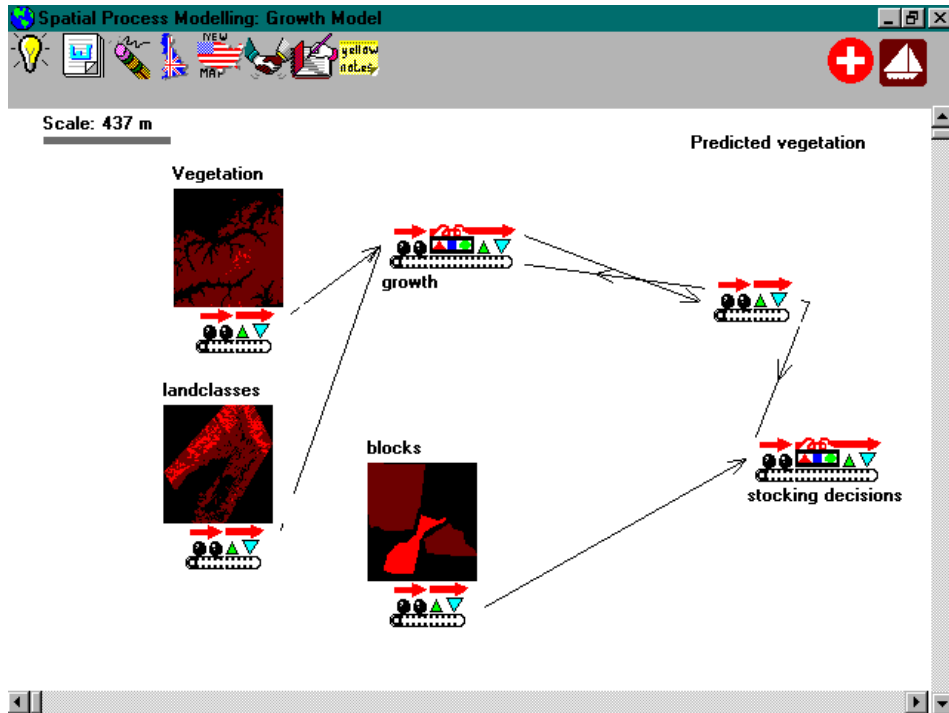 Spatial Process Modelling: Growth Model
NEW
MAP
yellow
notes
Scale: 437 m
Predicted vegetation
Vegetation
growth
landclasses
blocks
stocking decisions